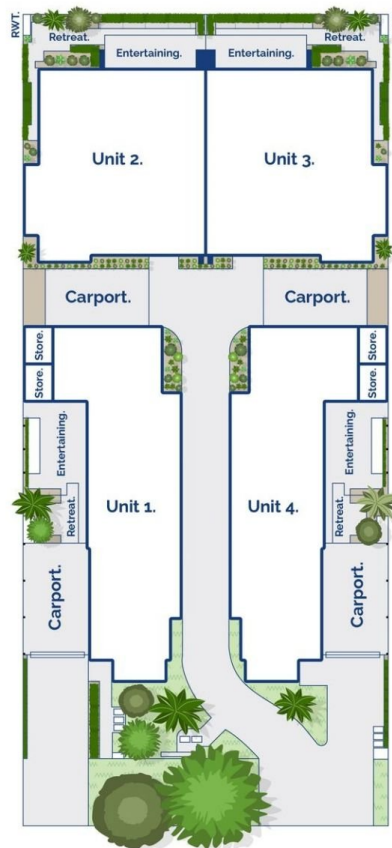 RWT.
Retreat.
Entertaining.
Entertaining.
Retreat.
Unit 2.
Unit 3.
Carport.
Carport.
Store.
Store.
Store.
Store.
Entertaining.
Entertaining.
Retreat.
Retreat.
Unit 1.
Unit 4.
Carport.
Carport.